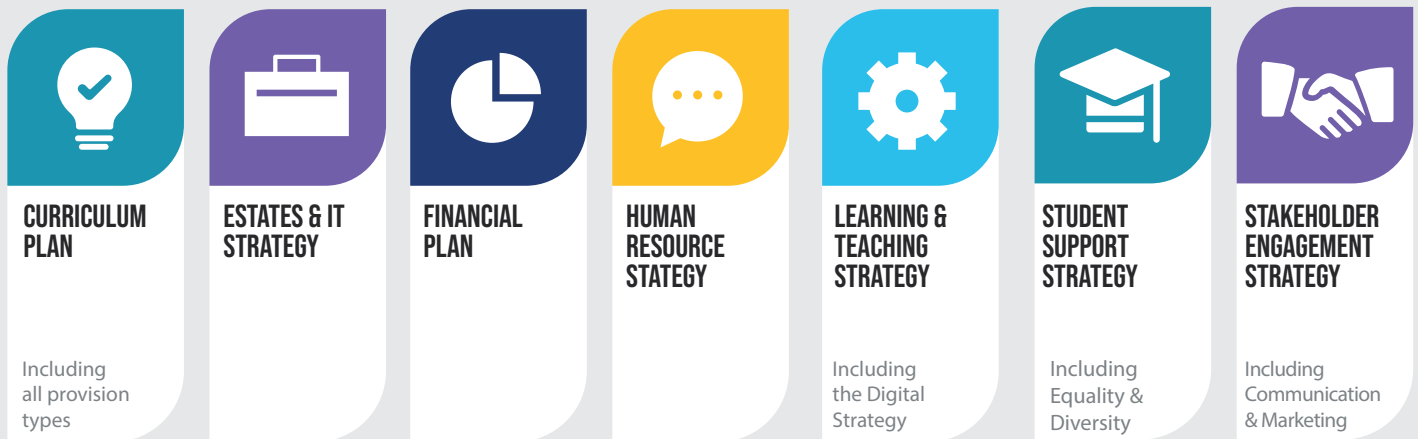 CURRICULUM
PLAN
Including
all provision
types
ESTATES & IT
STRATEGY
FINANCIAL
PLAN
HUMAN
RESOURCE
STATEGY
LEARNING &
TEACHING
STRATEGY
Including
the Digital
Strategy
STUDENT
SUPPORT
STRATEGY
Including
Equality &
Diversity
STAKEHOLDER
ENGAGEMENT
STRATEGY
Including
Communication
& Marketing